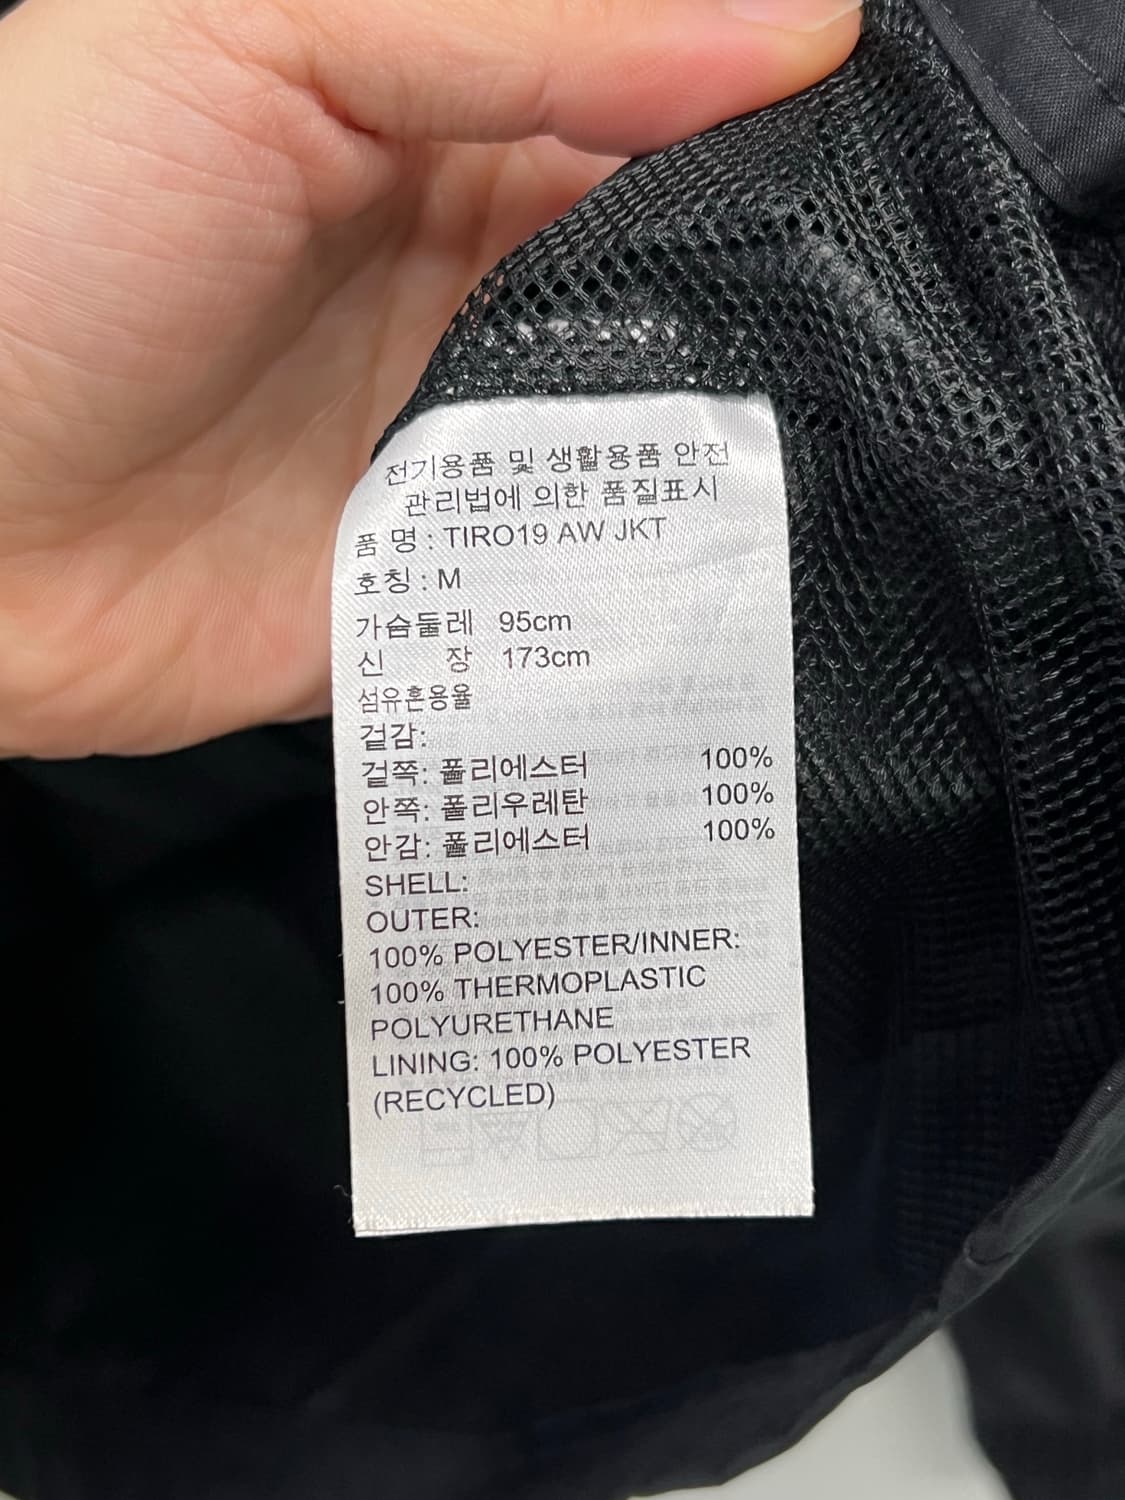 전기용품 및 생활용품 안전
관리법에 의한 품질표시
품 명 : TIRO19 AW JKT
호칭 : M
가슴둘레 95cm
신 장 173cm
섬유혼용율
겉감:
겉쪽: 폴리에스터 100%
안쪽: 폴리우레탄 100%
안감: 폴리에스터 100%
SHELL:
OUTER:
100% POLYESTER/INNER:
100% THERMOPLASTIC
POLYURETHANE
LINING: 100% POLYESTER
(RECYCLED)